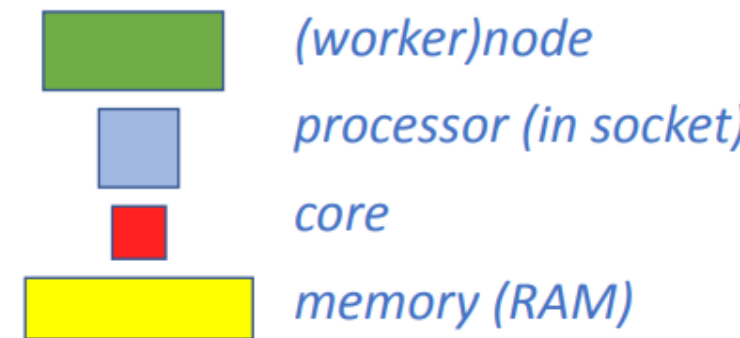 (worker)node
processor (in socket)
core
memory (RAM)